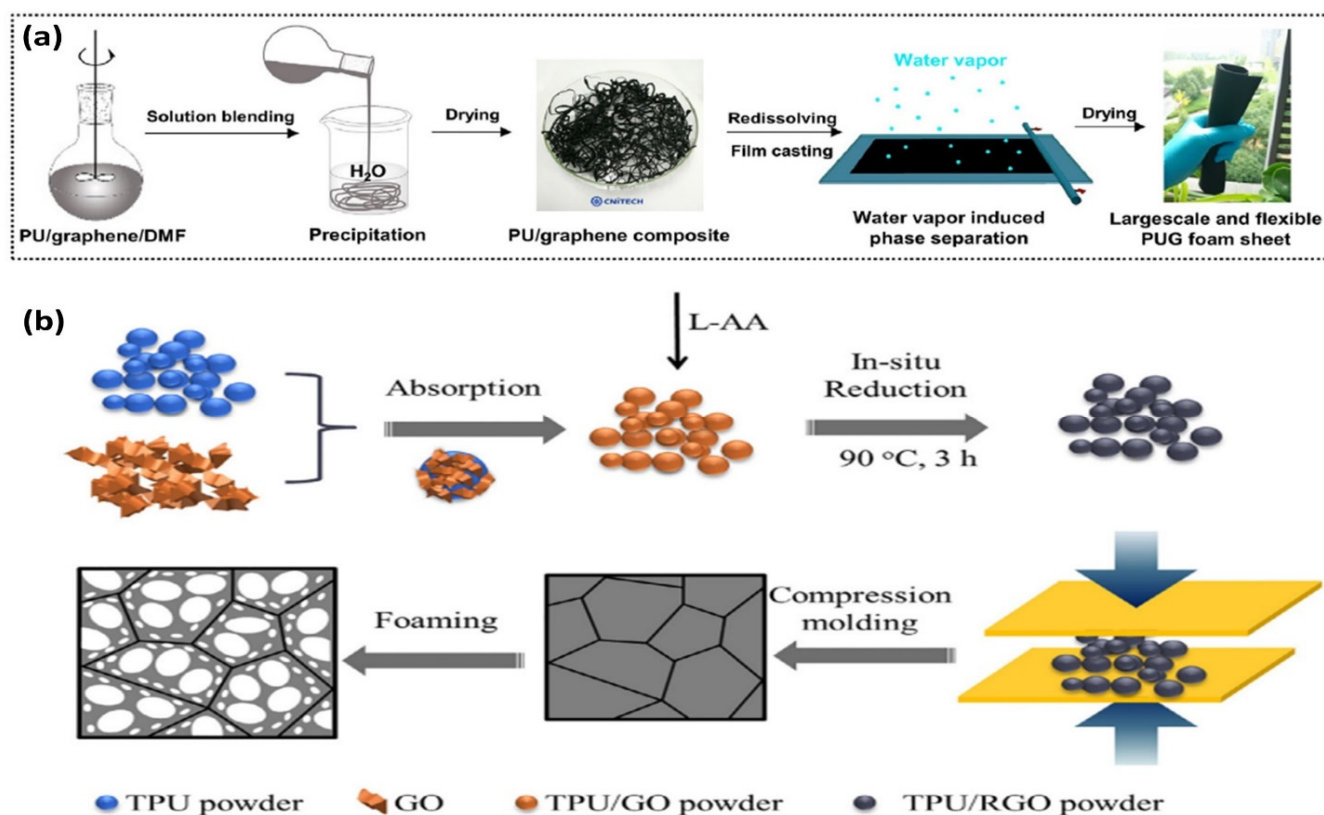 (a)
Solution blending
PU/graphene/DMF
H₂O
Precipitation
Drying
CNITECH
PU/graphene composite
Redissolving
Film casting
Water vapor
Water vapor induced
phase separation
Drying
Largescale and flexible
PUG foam sheet
(b)
Absorption
L-AA
In-situ
Reduction
90 °C, 3 h
Compression
molding
Foaming
TPU powder
GO
TPU/GO powder
TPU/RGO powder